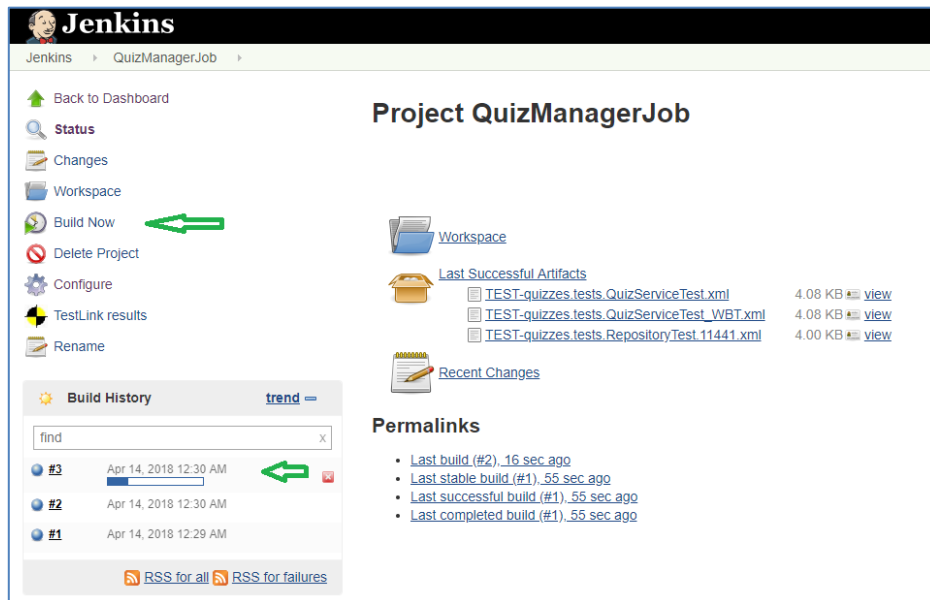 Jenkins
Jenkins QuizManagerJob
Back to Dashboard
Status
Changes
Workspace
Build Now
Delete Project
Configure
TestLink results
Rename
Build History trend
find x
#3 Apr 14, 2018 12:30 AM
#2 Apr 14, 2018 12:30 AM
#1 Apr 14, 2018 12:29 AM
RSS for all RSS for failures
Project QuizManagerJob
Workspace
Last Successful Artifacts
TEST-quizzes.tests.QuizServiceTest.xml 4.08 KB view
TEST-quizzes.tests.QuizServiceTest_WBT.xml 4.08 KB view
TEST-quizzes.tests.RepositoryTest.11441.xml 4.00 KB view
Recent Changes
Permalinks
Last build (#2), 16 sec ago
Last stable build (#1), 55 sec ago
Last successful build (#1), 55 sec ago
Last completed build (#1), 55 sec ago